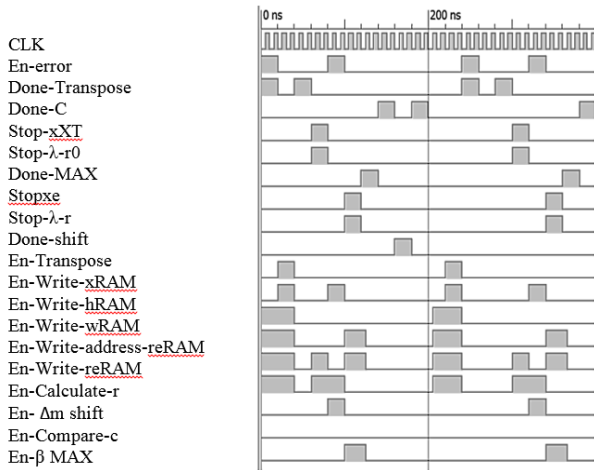 0 ns 200 ns
CLK
En-error
Done-Transpose
Done-C
Stop-xXT
Stop-λ-r0
Done-MAX
Stopxe
Stop-λ-r
Done-shift
En-Transpose
En-Write-xRAM
En-Write-hRAM
En-Write-wRAM
En-Write-address-reRAM
En-Write-reRAM
En-Calculate-r
En- Δm shift
En-Compare-c
En-β MAX